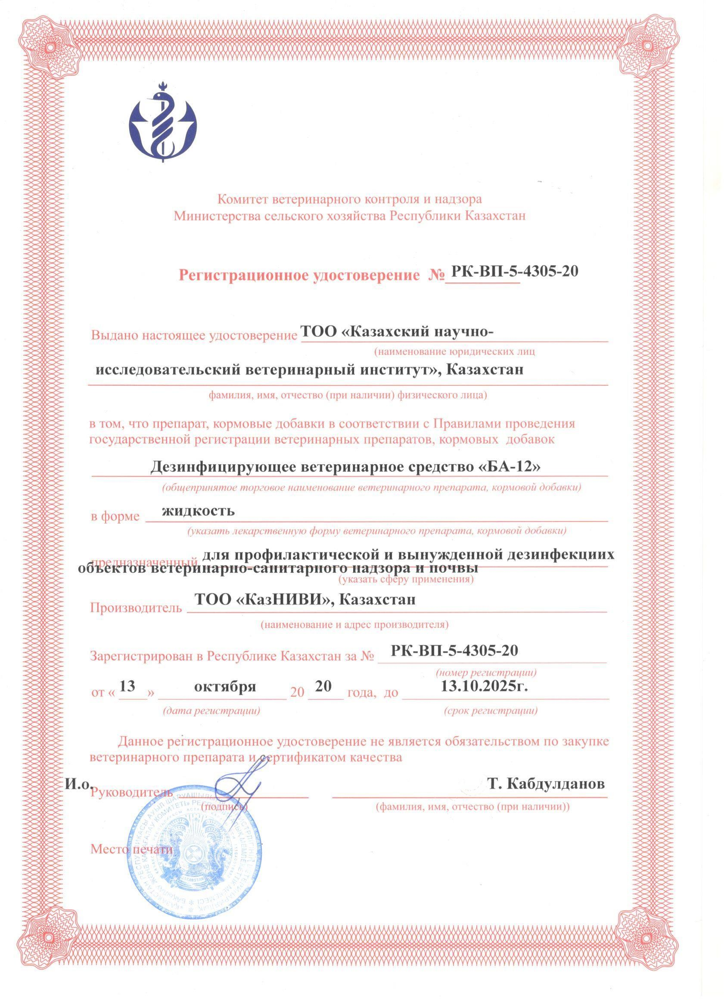 Комитет ветеринарного контроля и надзора
Министерства сельского хозяйства Республики Казахстан
Регистрационное удостоверение № РК-ВП-5-4305-20
Выдано настоящее удостоверение ТОО «Казахский научно-
(наименование юридических лиц
исследовательский ветеринарный институт», Казахстан
фамилия, имя, отчество (при наличии) физического лица)
в том, что препарат, кормовые добавки в соответствии с Правилами проведения
государственной регистрации ветеринарных препаратов, кормовых добавок
Дезинфицирующее ветеринарное средство «БА-12»
(общепринятое торговое наименование ветеринарного препарата, кормовой добавки)
в форме жидкость
(указать лекарственную форму ветеринарного препарата, кормовой добавки)
предназначенный для профилактической и вынужденной дезинфекциих
объектов ветеринарно-санитарного надзора и почвы
(указать сферу применения)
Производитель ТОО «КазНИВИ», Казахстан
(наименование и адрес производителя)
Зарегистрирован в Республике Казахстан за № РК-ВП-5-4305-20
(номер регистрации)
от « 13 » октября 20 20 года, до 13.10.2025г.
(дата регистрации) (срок регистрации)
Данное регистрационное удостоверение не является обязательством по закупке
ветеринарного препарата и сертификатом качества
И.о. Руководитель Т. Кабдулданов
(подпись) (фамилия, имя, отчество (при наличии))
Место печати